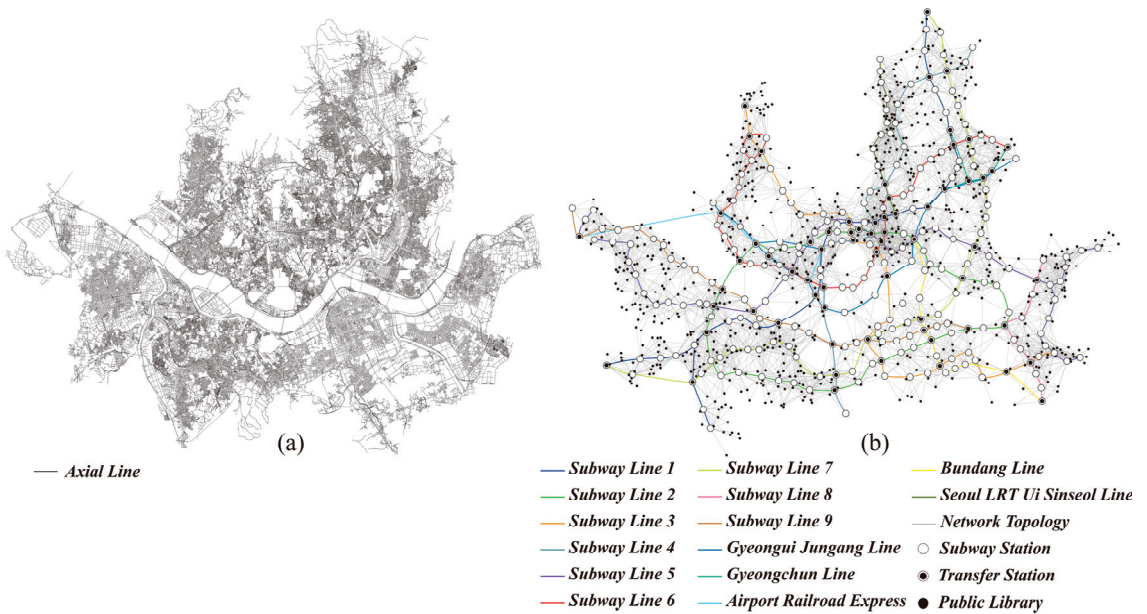 (a)
(b)
Axial Line
Subway Line 1
Subway Line 2
Subway Line 3
Subway Line 4
Subway Line 5
Subway Line 6
Subway Line 7
Subway Line 8
Subway Line 9
Gyeongui Jungang Line
Gyeongchun Line
Airport Railroad Express
Bundang Line
Seoul LRT Ui Sinseol Line
Network Topology
Subway Station
Transfer Station
Public Library